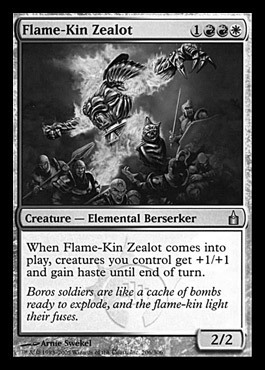 Flame-Kin Zealot
1
Creature — Elemental Berserker
When Flame-Kin Zealot comes into
play, creatures you control get +1/+1
and gain haste until end of turn.
Boros soldiers are like a cache of bombs
ready to explode, and the flame-kin light
their fuses.
Arnie Swekel
2/2